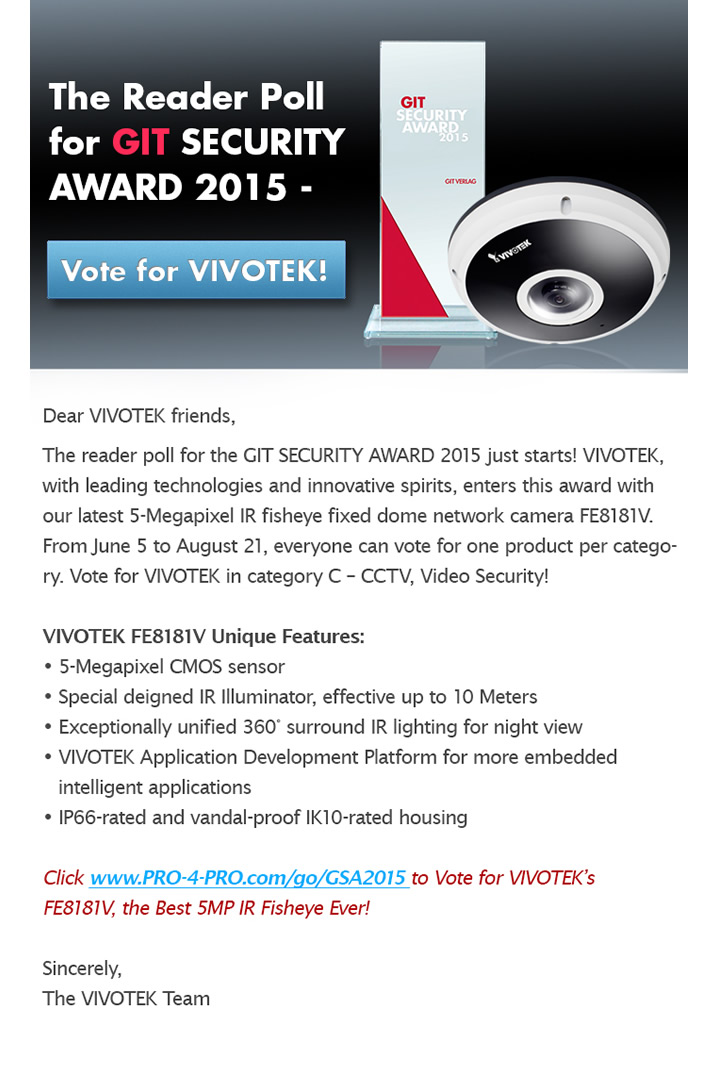 The Reader Poll
for GIT SECURITY
AWARD 2015 -
Vote for VIVOTEK!
GIT
SECURITY
AWARD
2015
GIT VERLAG
VIVOTEK
Dear VIVOTEK friends,
The reader poll for the GIT SECURITY AWARD 2015 just starts! VIVOTEK,
with leading technologies and innovative spirits, enters this award with
our latest 5-Megapixel IR fisheye fixed dome network camera FE8181V.
From June 5 to August 21, everyone can vote for one product per catego-
ry. Vote for VIVOTEK in category C – CCTV, Video Security!
VIVOTEK FE8181V Unique Features:
• 5-Megapixel CMOS sensor
• Special deigned IR Illuminator, effective up to 10 Meters
• Exceptionally unified 360° surround IR lighting for night view
• VIVOTEK Application Development Platform for more embedded
intelligent applications
• IP66-rated and vandal-proof IK10-rated housing
Click www.PRO-4-PRO.com/go/GSA2015 to Vote for VIVOTEK’s
FE8181V, the Best 5MP IR Fisheye Ever!
Sincerely,
The VIVOTEK Team